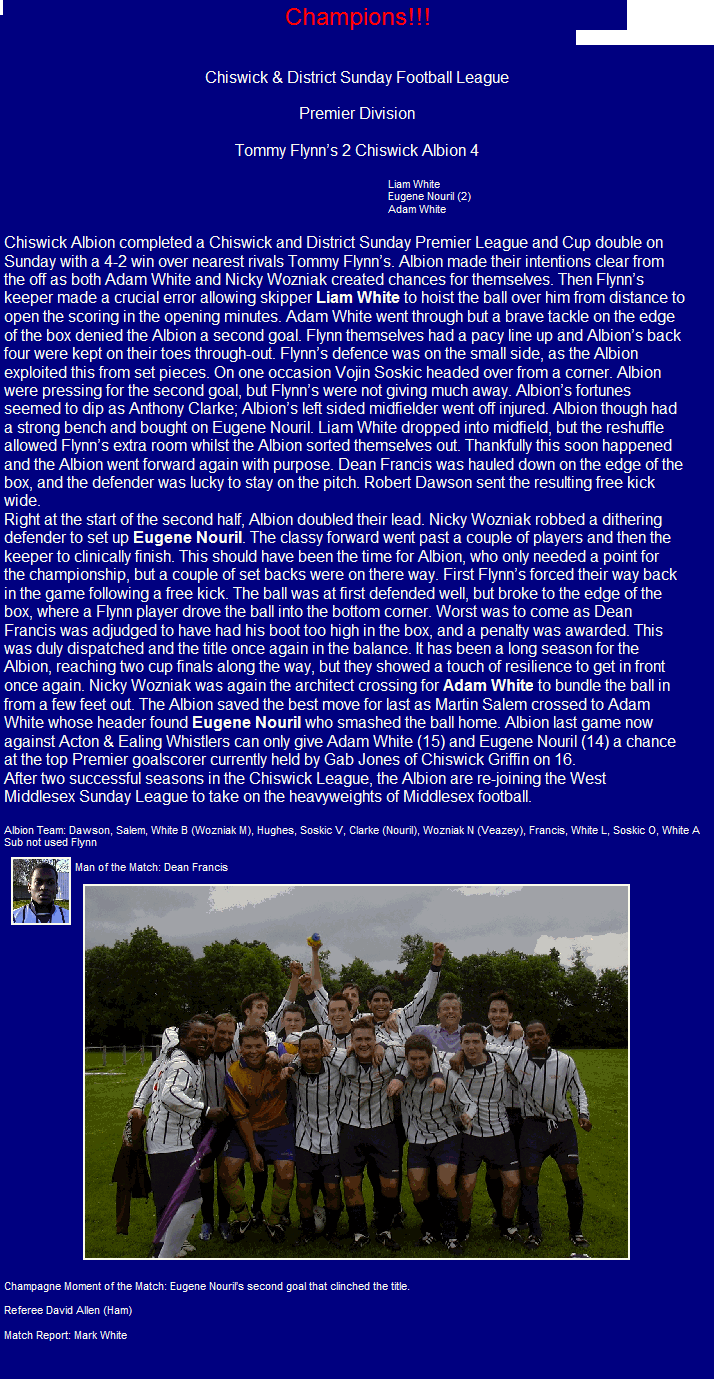 Champions!!!
Chiswick & District Sunday Football League
Premier Division
Tommy Flynn's 2 Chiswick Albion 4
Liam White
Eugene Nouril (2)
Adam White
Chiswick Albion completed a Chiswick and District Sunday Premier League and Cup double on
Sunday with a 4-2 win over nearest rivals Tommy Flynn's. Albion made their intentions clear from
the off as both Adam White and Nicky Wozniak created chances for themselves. Then Flynn's
keeper made a crucial error allowing skipper Liam White to hoist the ball over him from distance to
open the scoring in the opening minutes. Adam White went through but a brave tackle on the edge
of the box denied the Albion a second goal. Flynn themselves had a pacy line up and Albion's back
four were kept on their toes through-out. Flynn's defence was on the small side, as the Albion
exploited this from set pieces. On one occasion Vojin Soskic headed over from a corner. Albion
were pressing for the second goal, but Flynn's were not giving much away. Albion's fortunes
seemed to dip as Anthony Clarke; Albion's left sided midfielder went off injured. Albion though had
a strong bench and bought on Eugene Nouril. Liam White dropped into midfield, but the reshuffle
allowed Flynn's extra room whilst the Albion sorted themselves out. Thankfully this soon happened
and the Albion went forward again with purpose. Dean Francis was hauled down on the edge of the
box, and the defender was lucky to stay on the pitch. Robert Dawson sent the resulting free kick
wide.
Right at the start of the second half, Albion doubled their lead. Nicky Wozniak robbed a dithering
defender to set up Eugene Nouril. The classy forward went past a couple of players and then the
keeper to clinically finish. This should have been the time for Albion, who only needed a point for
the championship, but a couple of set backs were on there way. First Flynn's forced their way back
in the game following a free kick. The ball was at first defended well, but broke to the edge of the
box, where a Flynn player drove the ball into the bottom corner. Worst was to come as Dean
Francis was adjudged to have had his boot too high in the box, and a penalty was awarded. This
was duly dispatched and the title once again in the balance. It has been a long season for the
Albion, reaching two cup finals along the way, but they showed a touch of resilience to get in front
once again. Nicky Wozniak was again the architect crossing for Adam White to bundle the ball in
from a few feet out. The Albion saved the best move for last as Martin Salem crossed to Adam
White whose header found Eugene Nouril who smashed the ball home. Albion last game now
against Acton & Ealing Whistlers can only give Adam White (15) and Eugene Nouril (14) a chance
at the top Premier goalscorer currently held by Gab Jones of Chiswick Griffin on 16.
After two successful seasons in the Chiswick League, the Albion are re-joining the West
Middlesex Sunday League to take on the heavyweights of Middlesex football.
Albion Team: Dawson, Salem, White B (Wozniak M), Hughes, Soskic V, Clarke (Nouril), Wozniak N (Veazey), Francis, White L, Soskic O, White A
Sub not used Flynn
Man of the Match: Dean Francis
Champagne Moment of the Match: Eugene Nouril's second goal that clinched the title.
Referee David Allen (Ham)
Match Report: Mark White